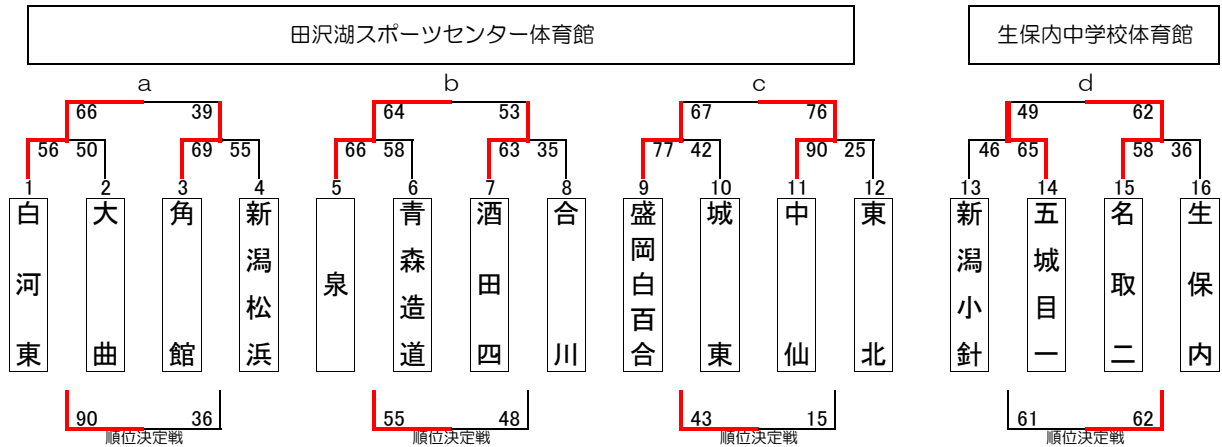 田沢湖スポーツセンター体育館 生保内中学校体育館
a b c d
66 39 64 53 67 76 49 62
56 50 69 55 66 58 63 35 77 42 90 25 46 65 58 36
1 2 3 4 5 6 7 8 9 10 11 12 13 14 15 16
白河東
大曲
角館
新潟松浜
泉
青森造道
酒田四
合川
盛岡白百合
城東
中仙
東北
新潟小針
五城目一
名取二
生保内
90 36 55 48 43 15 61 62
順位決定戦 順位決定戦 順位決定戦 順位決定戦